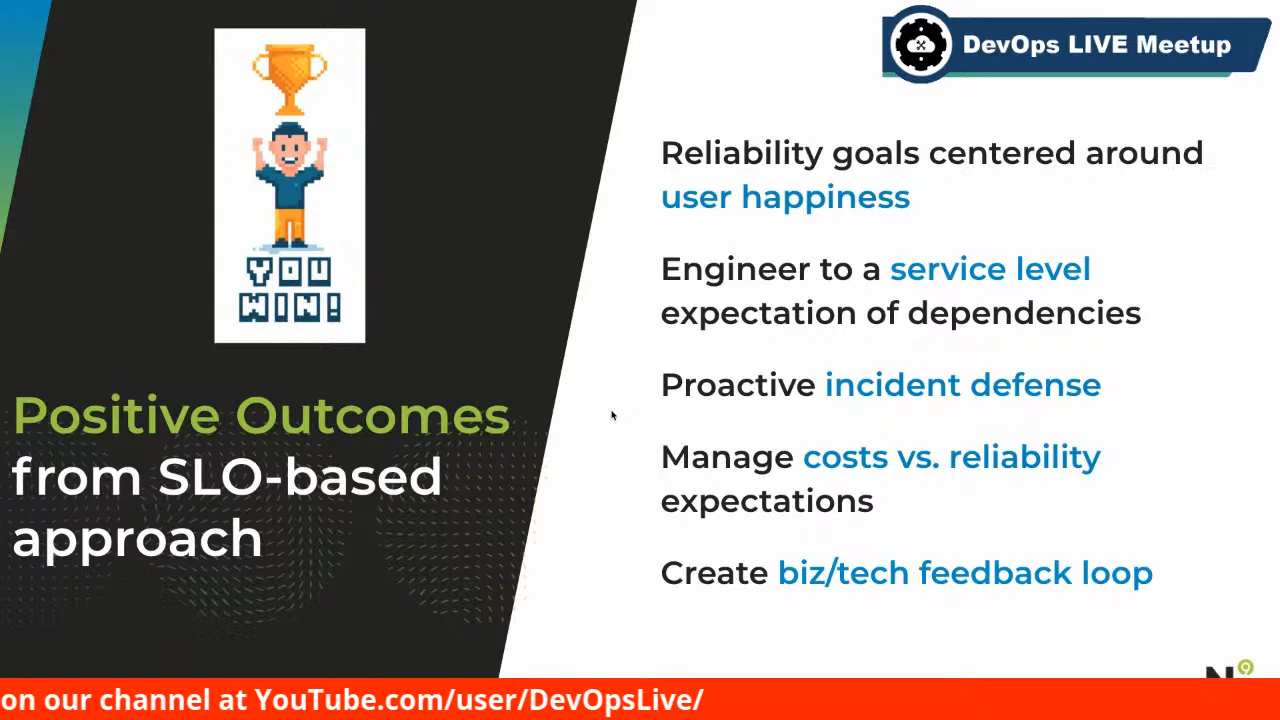 DevOps LIVE Meetup
YOU
WIN!
Positive Outcomes
from SLO-based
approach
Reliability goals centered around
user happiness
Engineer to a service level
expectation of dependencies
Proactive incident defense
Manage costs vs. reliability
expectations
Create biz/tech feedback loop
on our channel at YouTube.com/user/DevOpsLive/